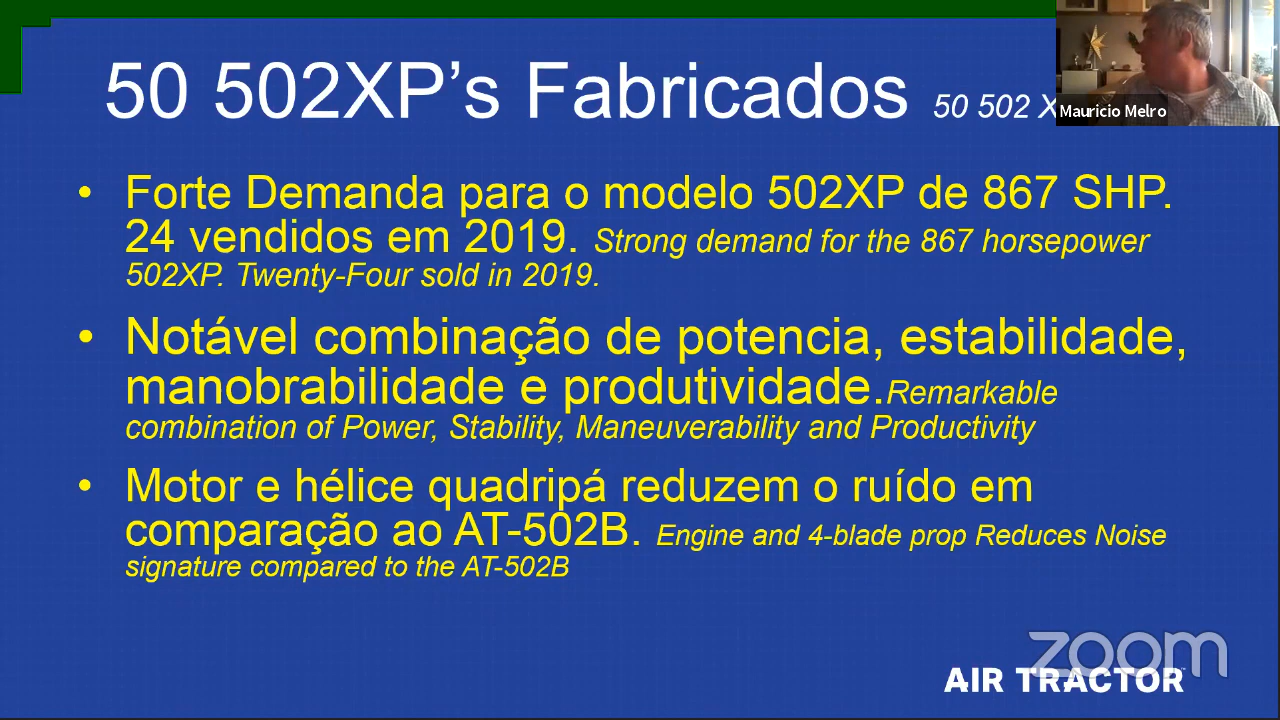 50 502XP’s Fabricados 50 502
Mauricio Melro
• Forte Demanda para o modelo 502XP de 867 SHP.
24 vendidos em 2019. Strong demand for the 867 horsepower
502XP. Twenty-Four sold in 2019.
• Notável combinação de potencia, estabilidade,
manobrabilidade e produtividade.Remarkable
combination of Power, Stability, Maneuverability and Productivity
• Motor e hélice quadripá reduzem o ruído em
comparação ao AT-502B. Engine and 4-blade prop Reduces Noise
signature compared to the AT-502B
zoom
AIR TRACTOR